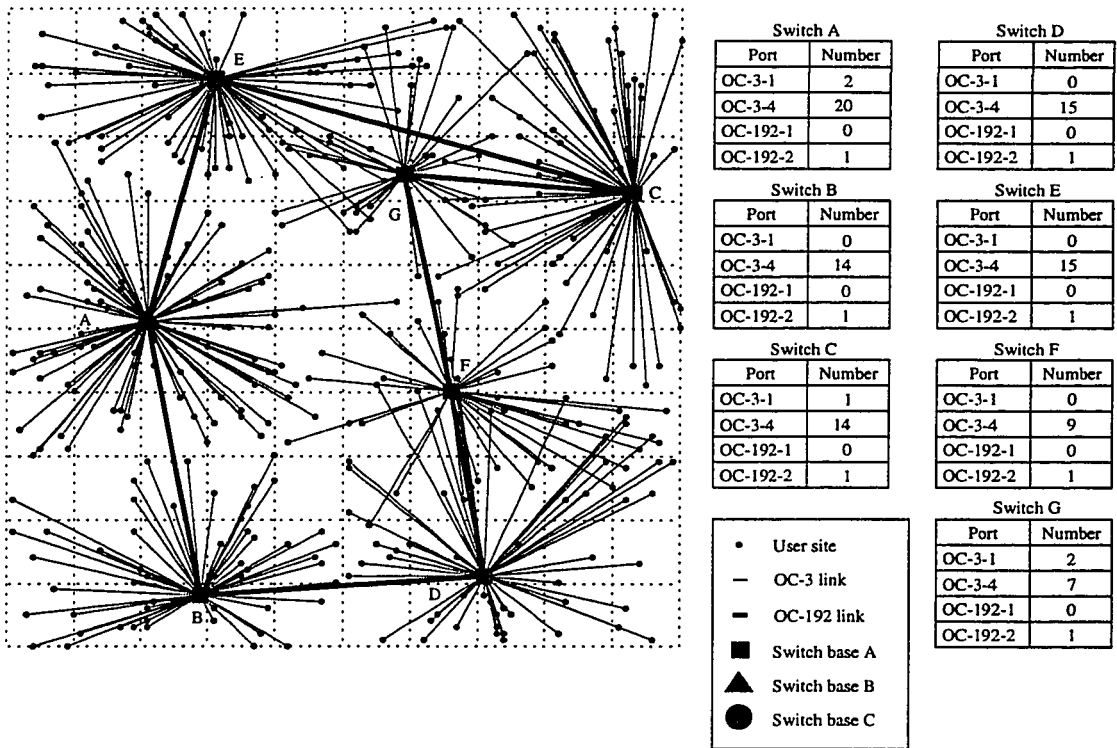 E
C
G
A
F
D
B
Switch A
Port Number
OC-3-1 2
OC-3-4 20
OC-192-1 0
OC-192-2 1
Switch B
Port Number
OC-3-1 0
OC-3-4 14
OC-192-1 0
OC-192-2 1
Switch C
Port Number
OC-3-1 1
OC-3-4 14
OC-192-1 0
OC-192-2 1
Switch D
Port Number
OC-3-1 0
OC-3-4 15
OC-192-1 0
OC-192-2 1
Switch E
Port Number
OC-3-1 0
OC-3-4 15
OC-192-1 0
OC-192-2 1
Switch F
Port Number
OC-3-1 0
OC-3-4 9
OC-192-1 0
OC-192-2 1
Switch G
Port Number
OC-3-1 2
OC-3-4 7
OC-192-1 0
OC-192-2 1
User site
OC-3 link
OC-192 link
Switch base A
Switch base B
Switch base C